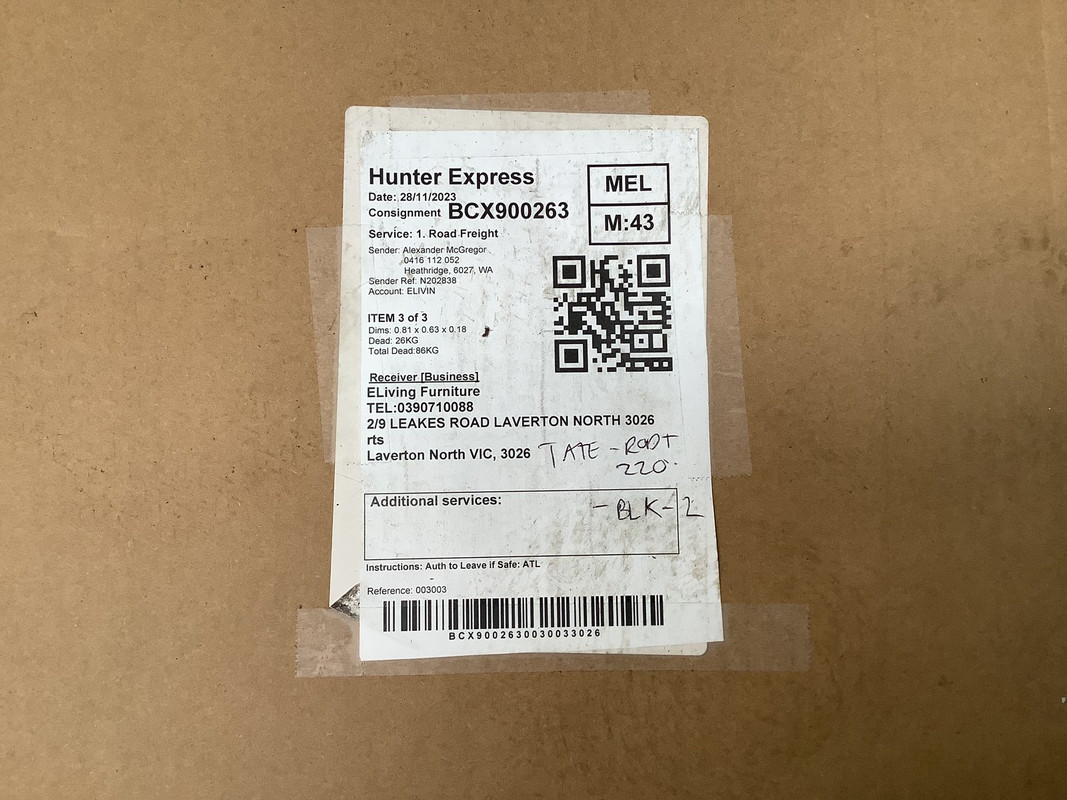 Hunter Express
Date: 28/11/2023
Consignment BCX900263
MEL
M:43
Service: 1. Road Freight
Sender: Alexander McGregor
0416 112 052
Heathridge, 6027, WA
Sender Ref: N202838
Account: ELIVIN
ITEM 3 of 3
Dims: 0.81 x 0.63 x 0.18
Dead: 26KG
Total Dead:86KG
Receiver [Business]
ELiving Furniture
TEL:0390710088
2/9 LEAKES ROAD LAVERTON NORTH 3026
rts
Laverton North VIC, 3026
TATE -
220.
Additional services:
- BLK- 2
Instructions: Auth to Leave if Safe: ATL
Reference: 003003
BCX9002630030033026